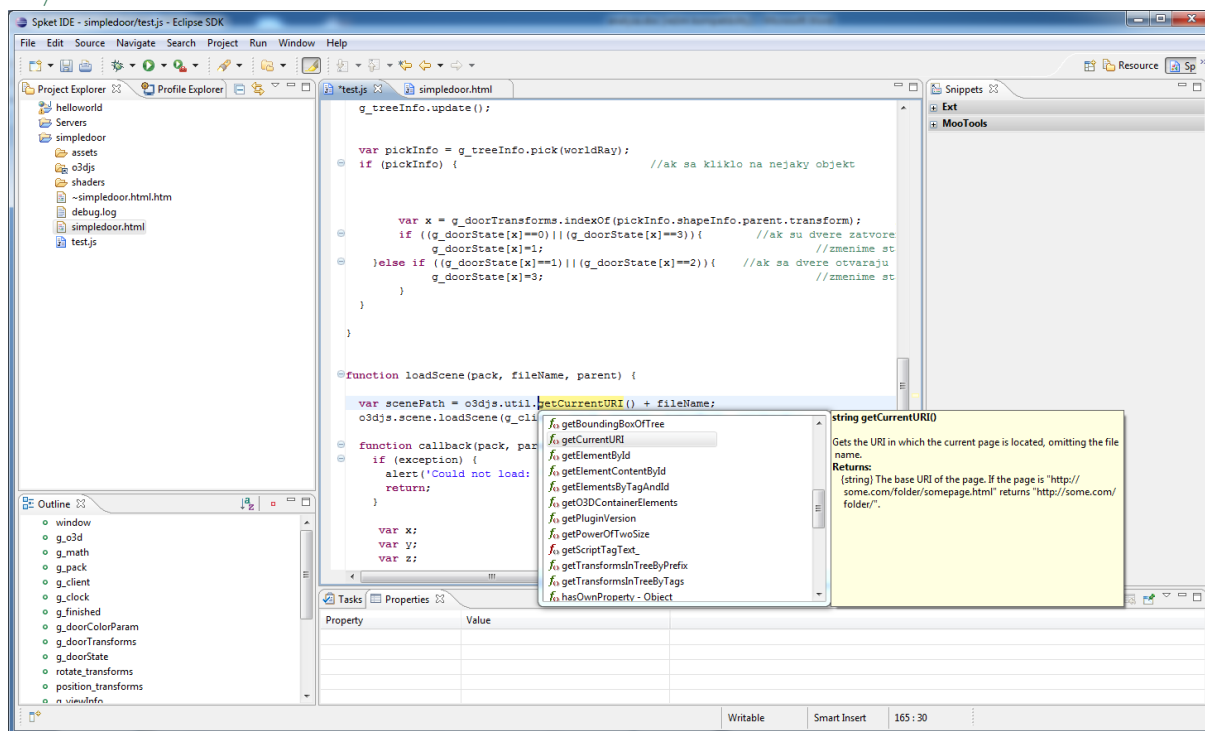 Spket IDE - simpledoor/test.js - Eclipse SDK
File Edit Source Navigate Search Project Run Window Help
Resource Sp
Project Explorer Profile Explorer
helloworld
Servers
simpledoor
assets
o3djs
shaders
~simpledoor.html.htm
debug.log
simpledoor.html
test.js
*test.js simpledoor.html
g_treeInfo.update();
var pickInfo = g_treeInfo.pick(worldRay);
if (pickInfo) { //ak sa kliklo na nejaky objekt
var x = g_doorTransforms.indexOf(pickInfo.shapeInfo.parent.transform);
if ((g_doorState[x]==0)||(g_doorState[x]==3)){ //ak su dvere zatvore
g_doorState[x]=1; //zmenime st
}else if ((g_doorState[x]==1)||(g_doorState[x]==2)){ //ak sa dvere otvaraju
g_doorState[x]=3; //zmenime st
}
}
}
function loadScene(pack, fileName, parent) {
var scenePath = o3djs.util.getCurrentURI() + fileName;
o3djs.scene.loadScene(g_cli
function callback(pack, par
if (exception) {
alert('Could not load:
return;
}
var x;
var y;
var z;
getBoundingBoxOfTree
getCurrentURI
getElementById
getElementContentById
getElementsByTagAndId
getO3DContainerElements
getPluginVersion
getPowerOfTwoSize
getScriptTagText_
getTransformsInTreeByPrefix
getTransformsInTreeByTags
hasOwnProperty - Object
string getCurrentURI()
Gets the URI in which the current page is located, omitting the file
name.
Returns:
{string} The base URI of the page. If the page is "http://
some.com/folder/somepage.html" returns "http://some.com/
folder/".
Snippets
Ext
MooTools
Outline
window
g_o3d
g_math
g_pack
g_client
g_clock
g_finished
g_doorColorParam
g_doorTransforms
g_doorState
rotate_transforms
position_transforms
g_viewInfo
Tasks Properties
Property Value
Writable Smart Insert 165 : 30